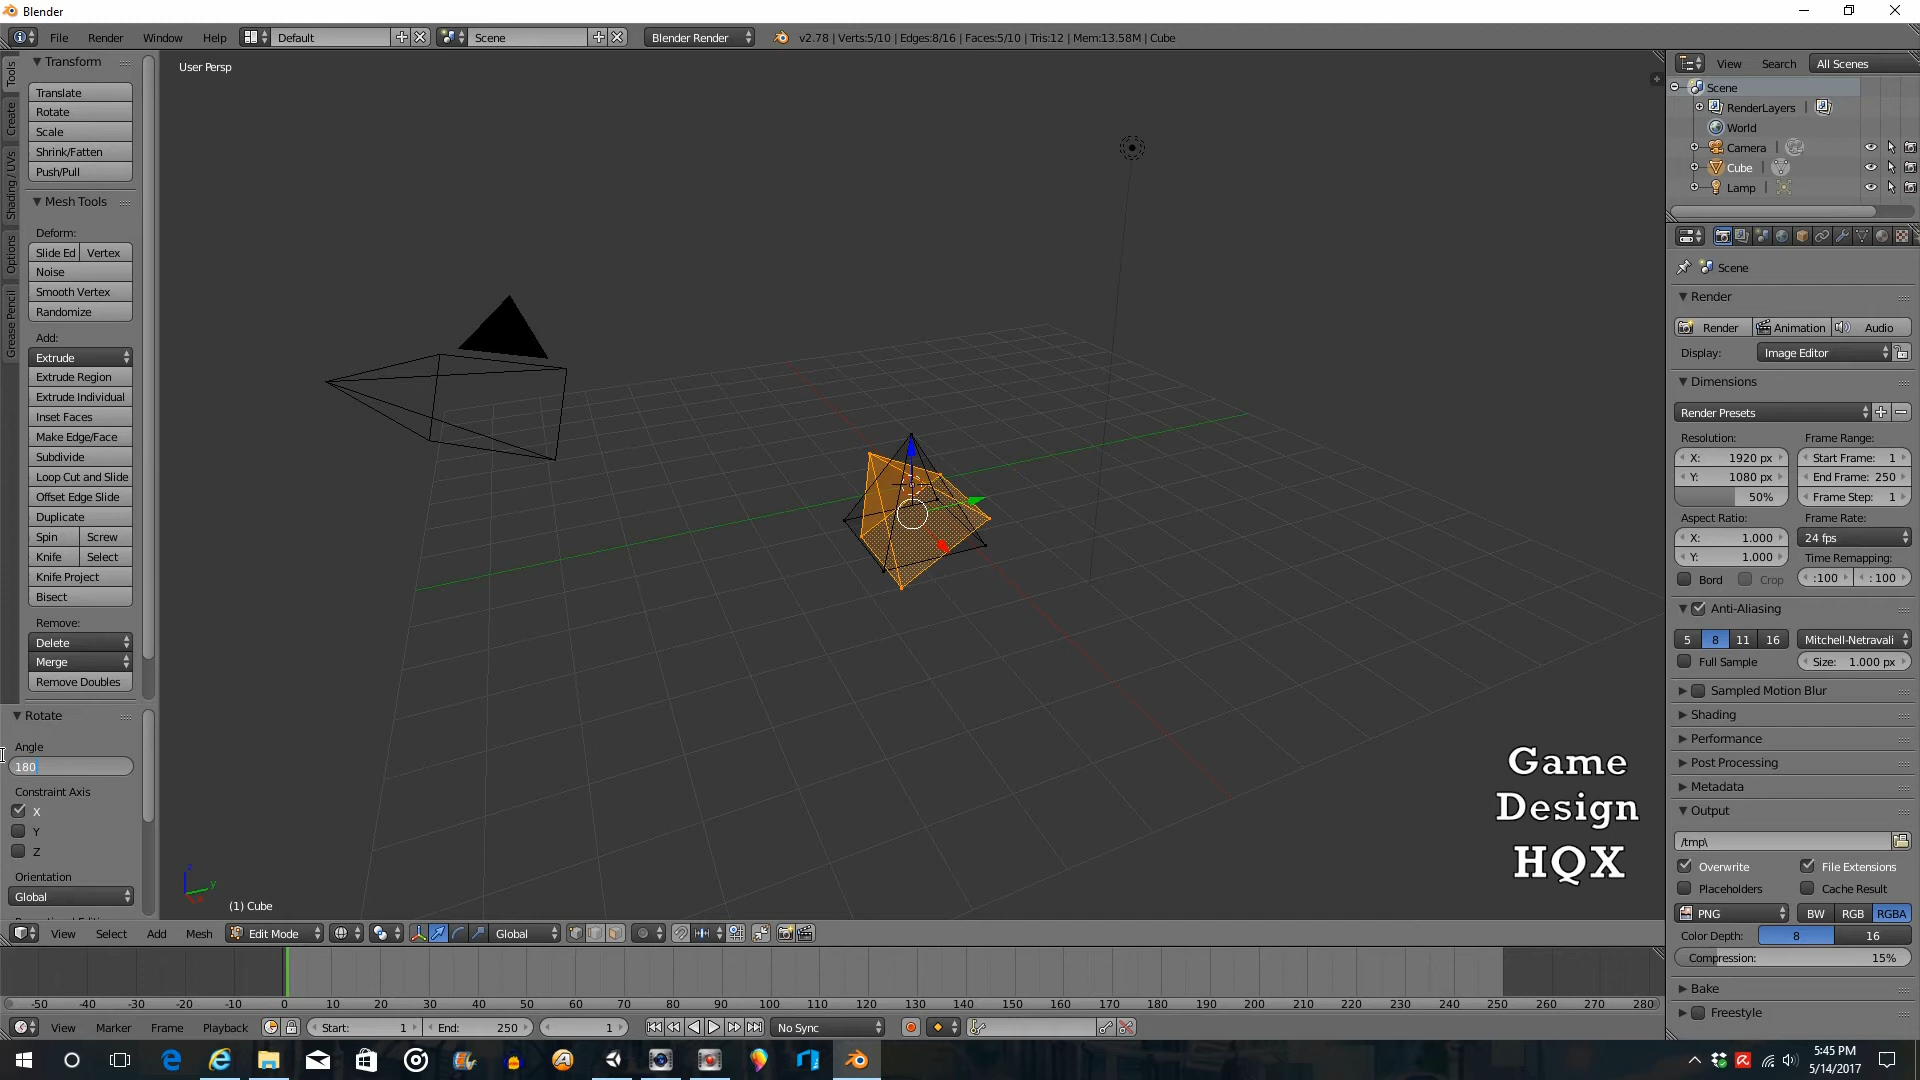 Blender
File Render Window Help Default Scene Blender Render v2.78 | Verts:5/10 | Edges:8/16 | Faces:5/10 | Tris:12 | Mem:13.58M | Cube
User Persp
Tools
Create
Shading / UVs
Options
Grease Pencil
Transform
Translate
Rotate
Scale
Shrink/Fatten
Push/Pull
Mesh Tools
Deform:
Slide Ed Vertex
Noise
Smooth Vertex
Randomize
Add:
Extrude
Extrude Region
Extrude Individual
Inset Faces
Make Edge/Face
Subdivide
Loop Cut and Slide
Offset Edge Slide
Duplicate
Spin Screw
Knife Select
Knife Project
Bisect
Remove:
Delete
Merge
Remove Doubles
Rotate
Angle
180
Constraint Axis
X
Y
Z
Orientation
Global
z
y
(1) Cube
Game
Design
HQX
View Search All Scenes
Scene
RenderLayers |
World
Camera |
Cube |
Lamp |
Scene
Render
Render Animation Audio
Display: Image Editor
Dimensions
Render Presets
Resolution: Frame Range:
X: 1920 px Start Frame: 1
Y: 1080 px End Frame: 250
50% Frame Step: 1
Aspect Ratio: Frame Rate:
X: 1.000 24 fps
Y: 1.000 Time Remapping:
Bord Crop :100 : 100
Anti-Aliasing
5 8 11 16 Mitchell-Netravali
Full Sample Size: 1.000 px
Sampled Motion Blur
Shading
Performance
Post Processing
Metadata
Output
/tmp\
Overwrite File Extensions
Placeholders Cache Result
PNG BW RGB RGBA
Color Depth: 8 16
Compression: 15%
Bake
Freestyle
View Select Add Mesh Edit Mode Global
-50 -40 -30 -20 -10 0 10 20 30 40 50 60 70 80 90 100 110 120 130 140 150 160 170 180 190 200 210 220 230 240 250 260 270 280
View Marker Frame Playback Start: 1 End: 250 1 No Sync
5:45 PM
5/14/2017